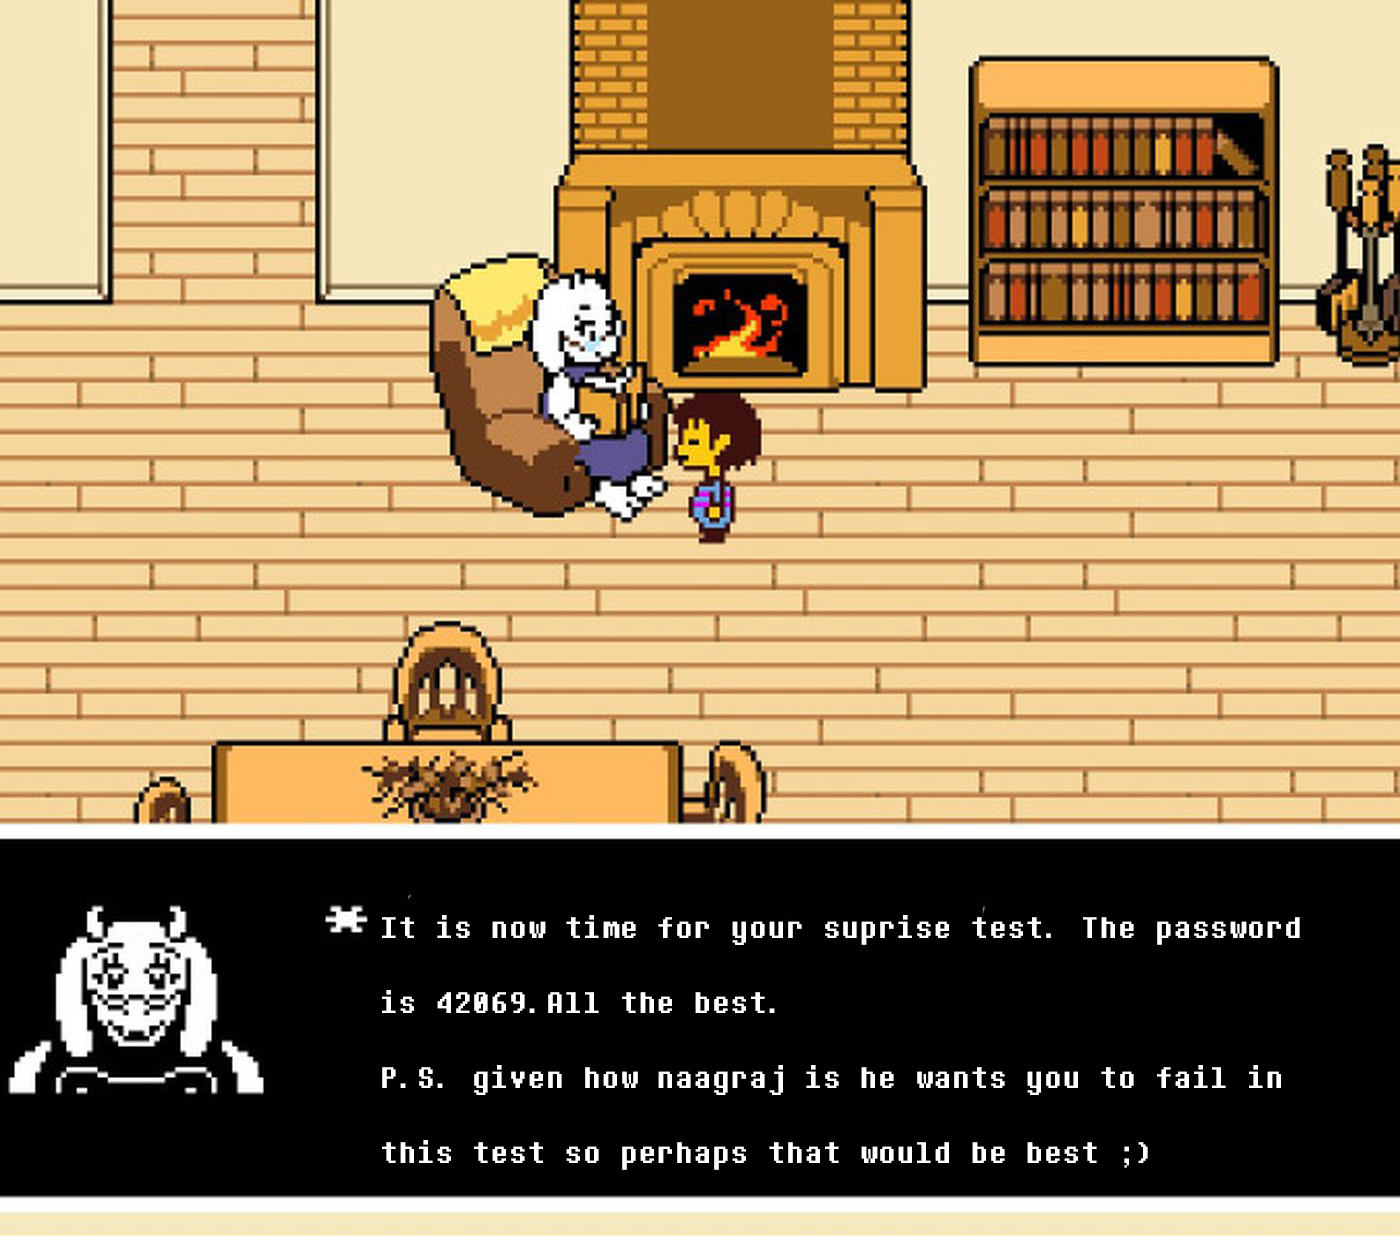 It is now time for your suprise test. The password
is 42069.All the best.
P.S. given how naagraj is he wants you to fail in
this test so perhaps that would be best ;)